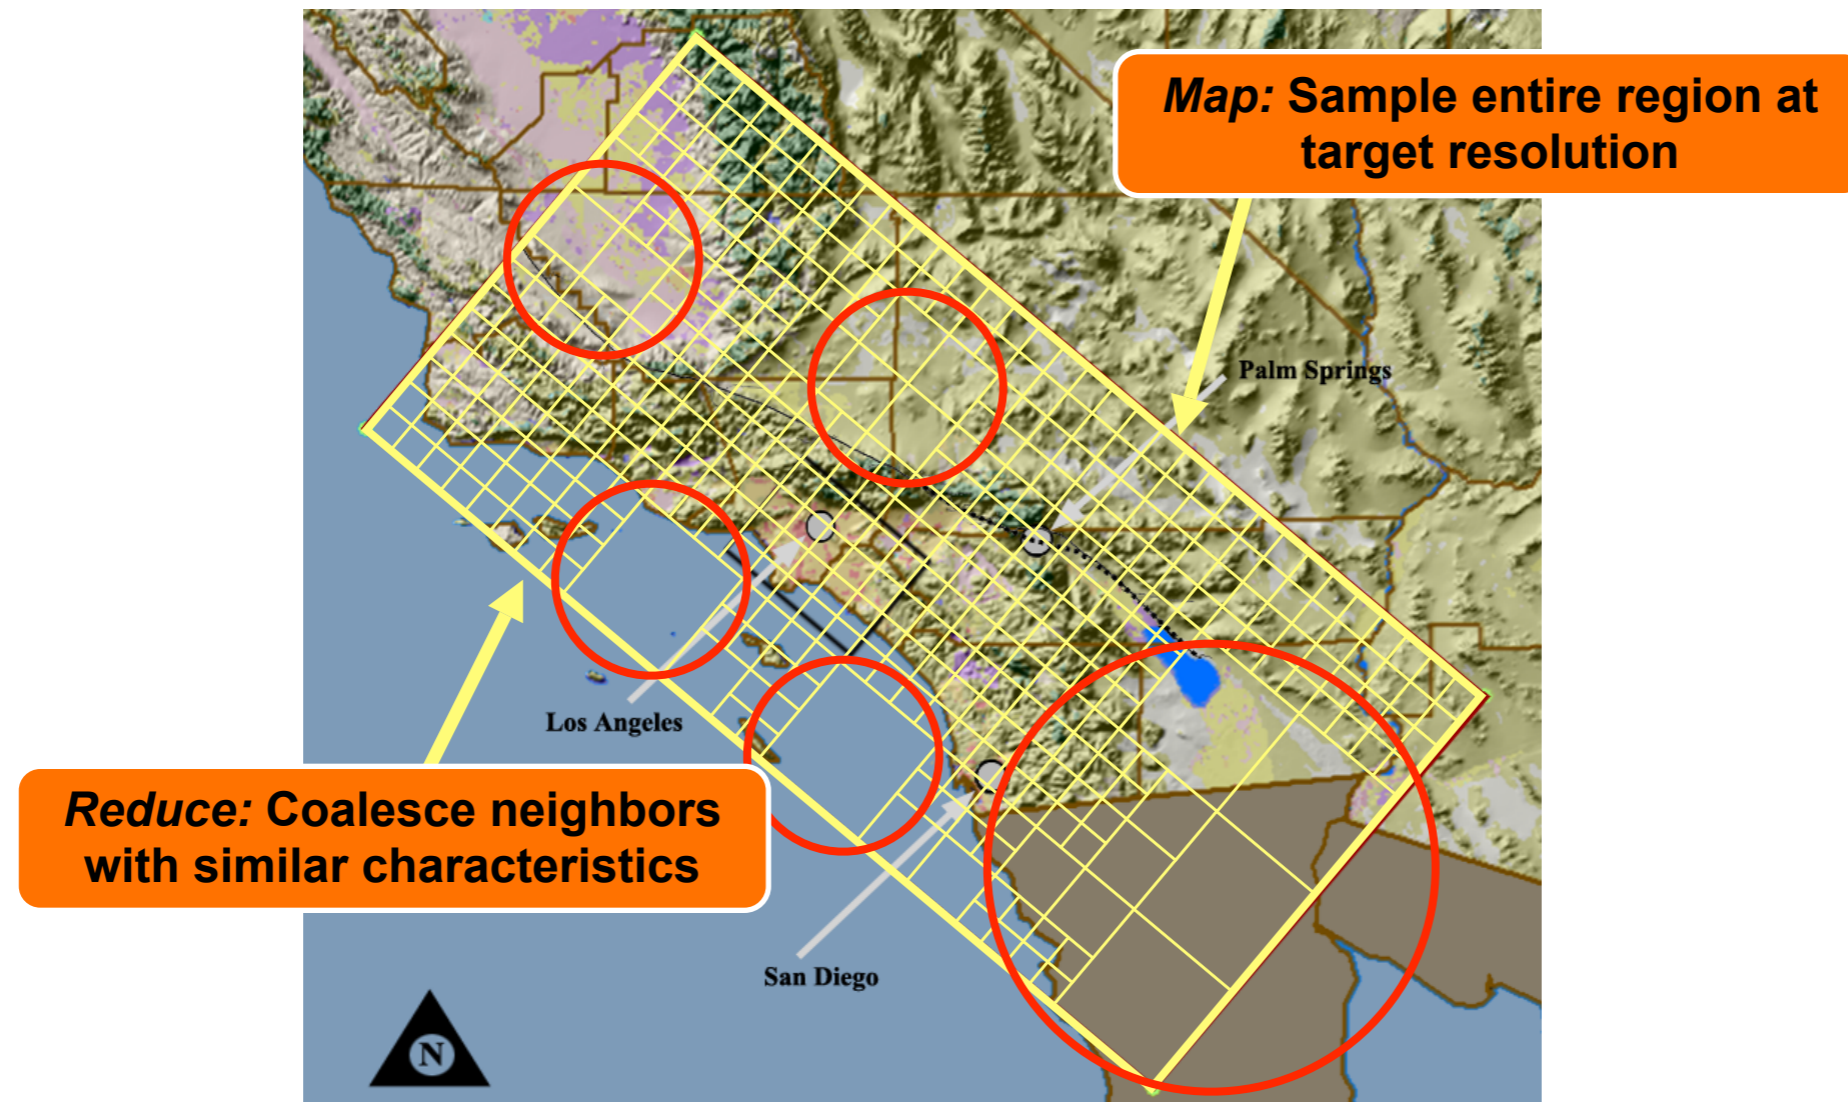 Map: Sample entire region at
target resolution
Palm Springs
Los Angeles
Reduce: Coalesce neighbors
with similar characteristics
San Diego
N